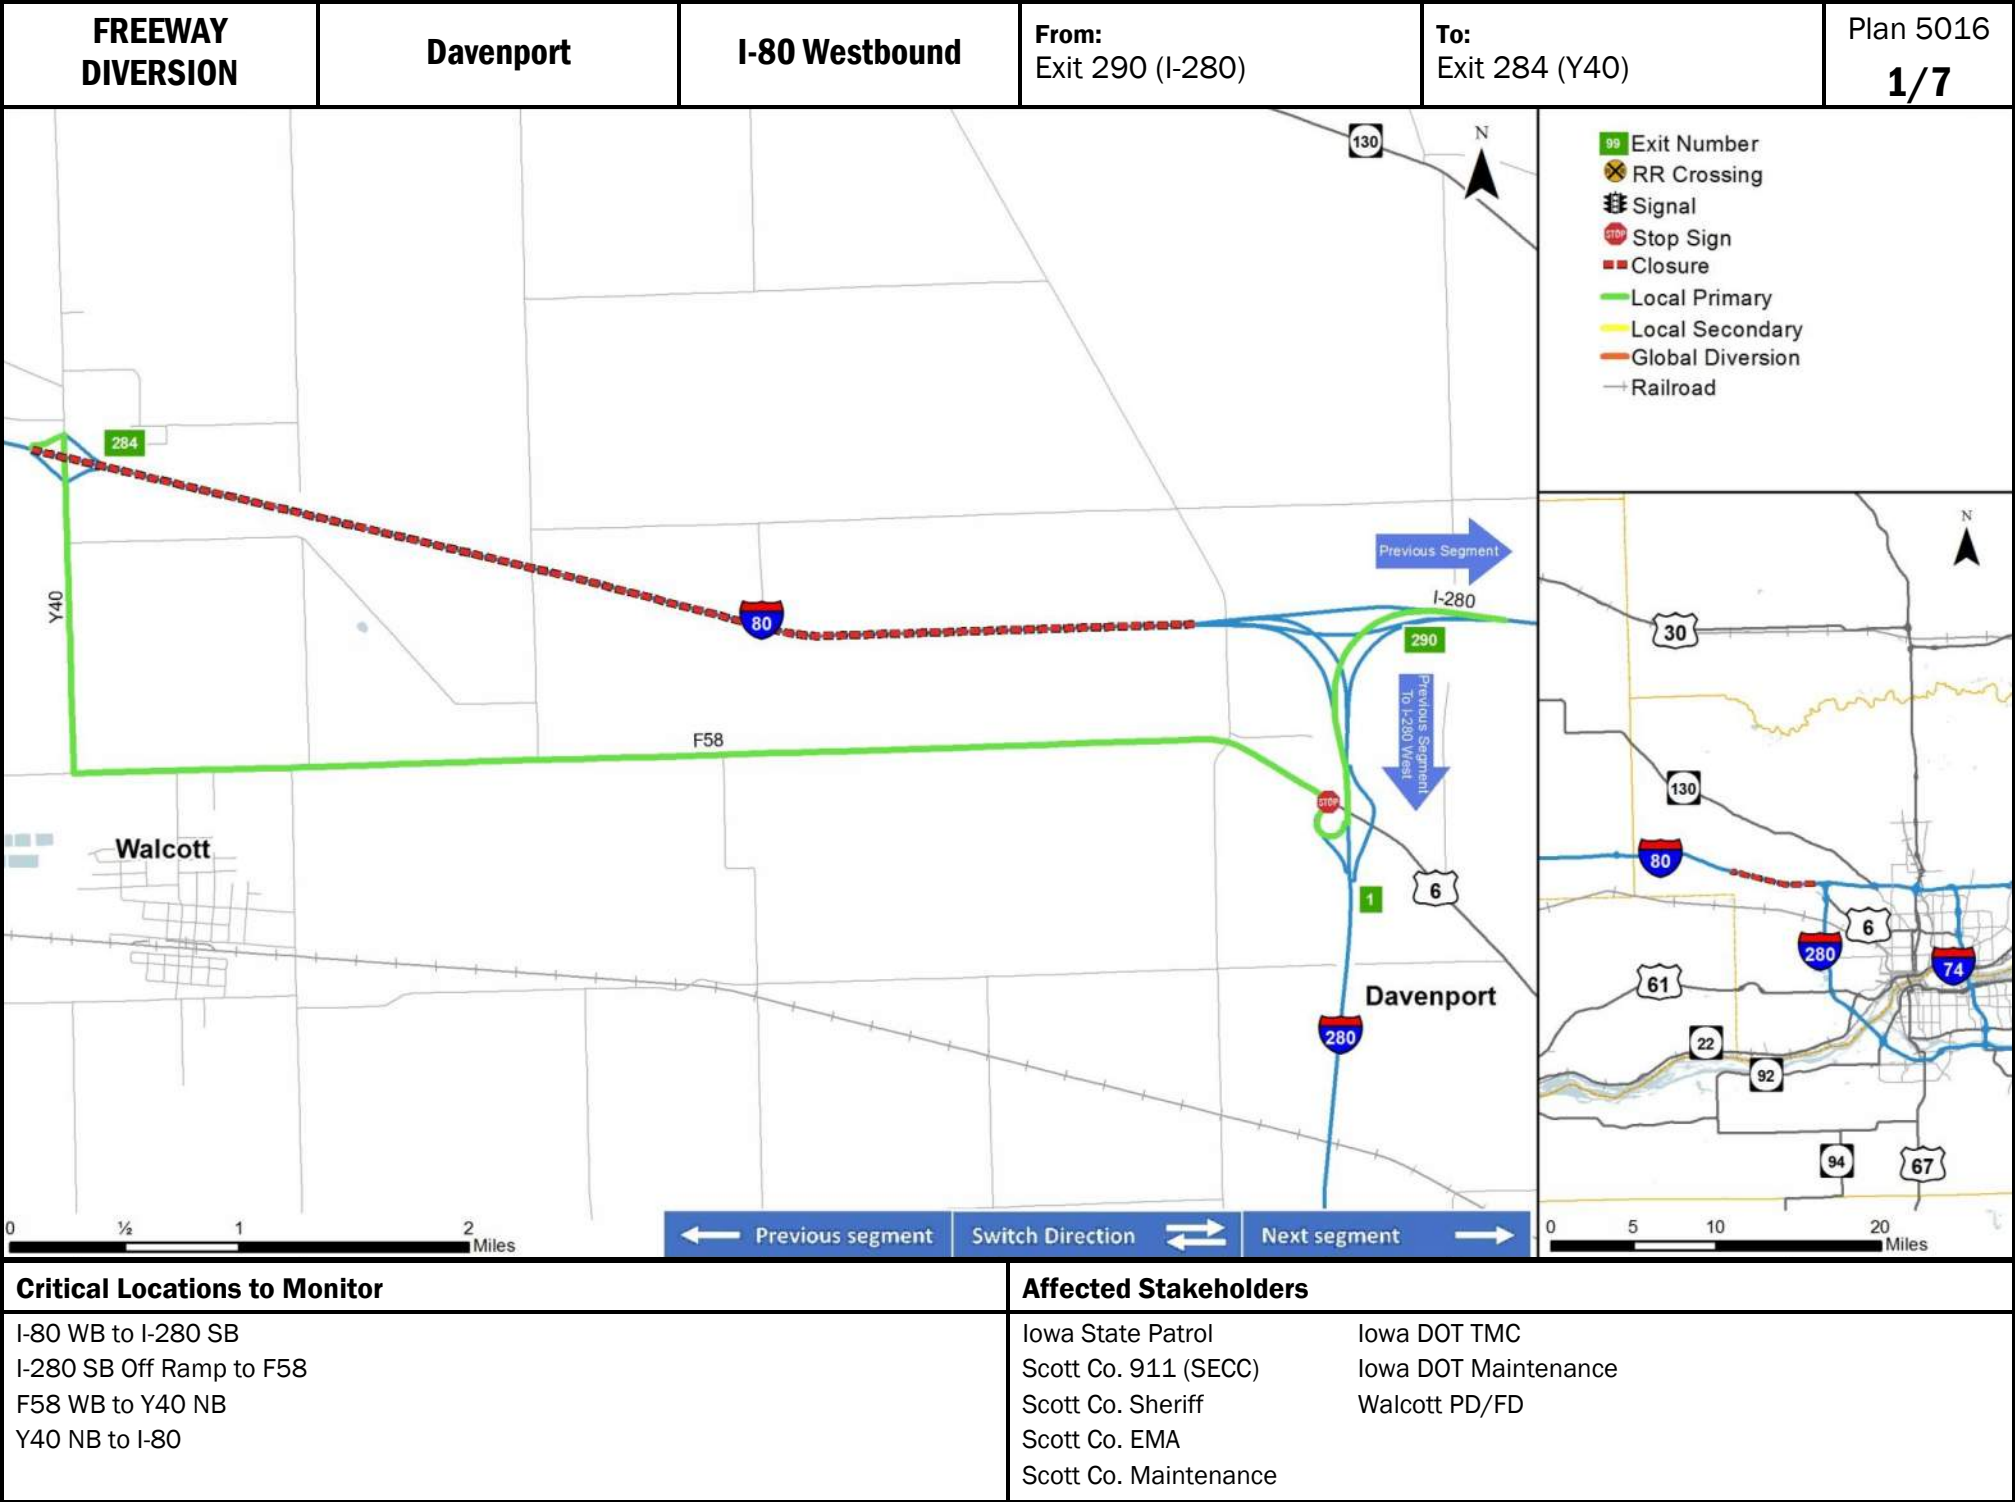 FREEWAY
DIVERSION
Davenport
I-80 Westbound
From:
Exit 290 (I-280)
To:
Exit 284 (Y40)
Plan 5016
1/7
130
N
99 Exit Number
RR Crossing
Signal
STOP Stop Sign
Closure
Local Primary
Local Secondary
Global Diversion
Railroad
284
Previous Segment
I-280
290
80
Y40
Previous Segment
To I-280 West
F58
STOP
Walcott
1
6
Davenport
280
0 ½ 1 2
Miles
Previous segment
Switch Direction
Next segment
N
30
130
80
6
280
74
61
22
92
94
67
0 5 10 20
Miles
Critical Locations to Monitor
I-80 WB to I-280 SB
I-280 SB Off Ramp to F58
F58 WB to Y40 NB
Y40 NB to I-80
Affected Stakeholders
Iowa State Patrol
Scott Co. 911 (SECC)
Scott Co. Sheriff
Scott Co. EMA
Scott Co. Maintenance
Iowa DOT TMC
Iowa DOT Maintenance
Walcott PD/FD